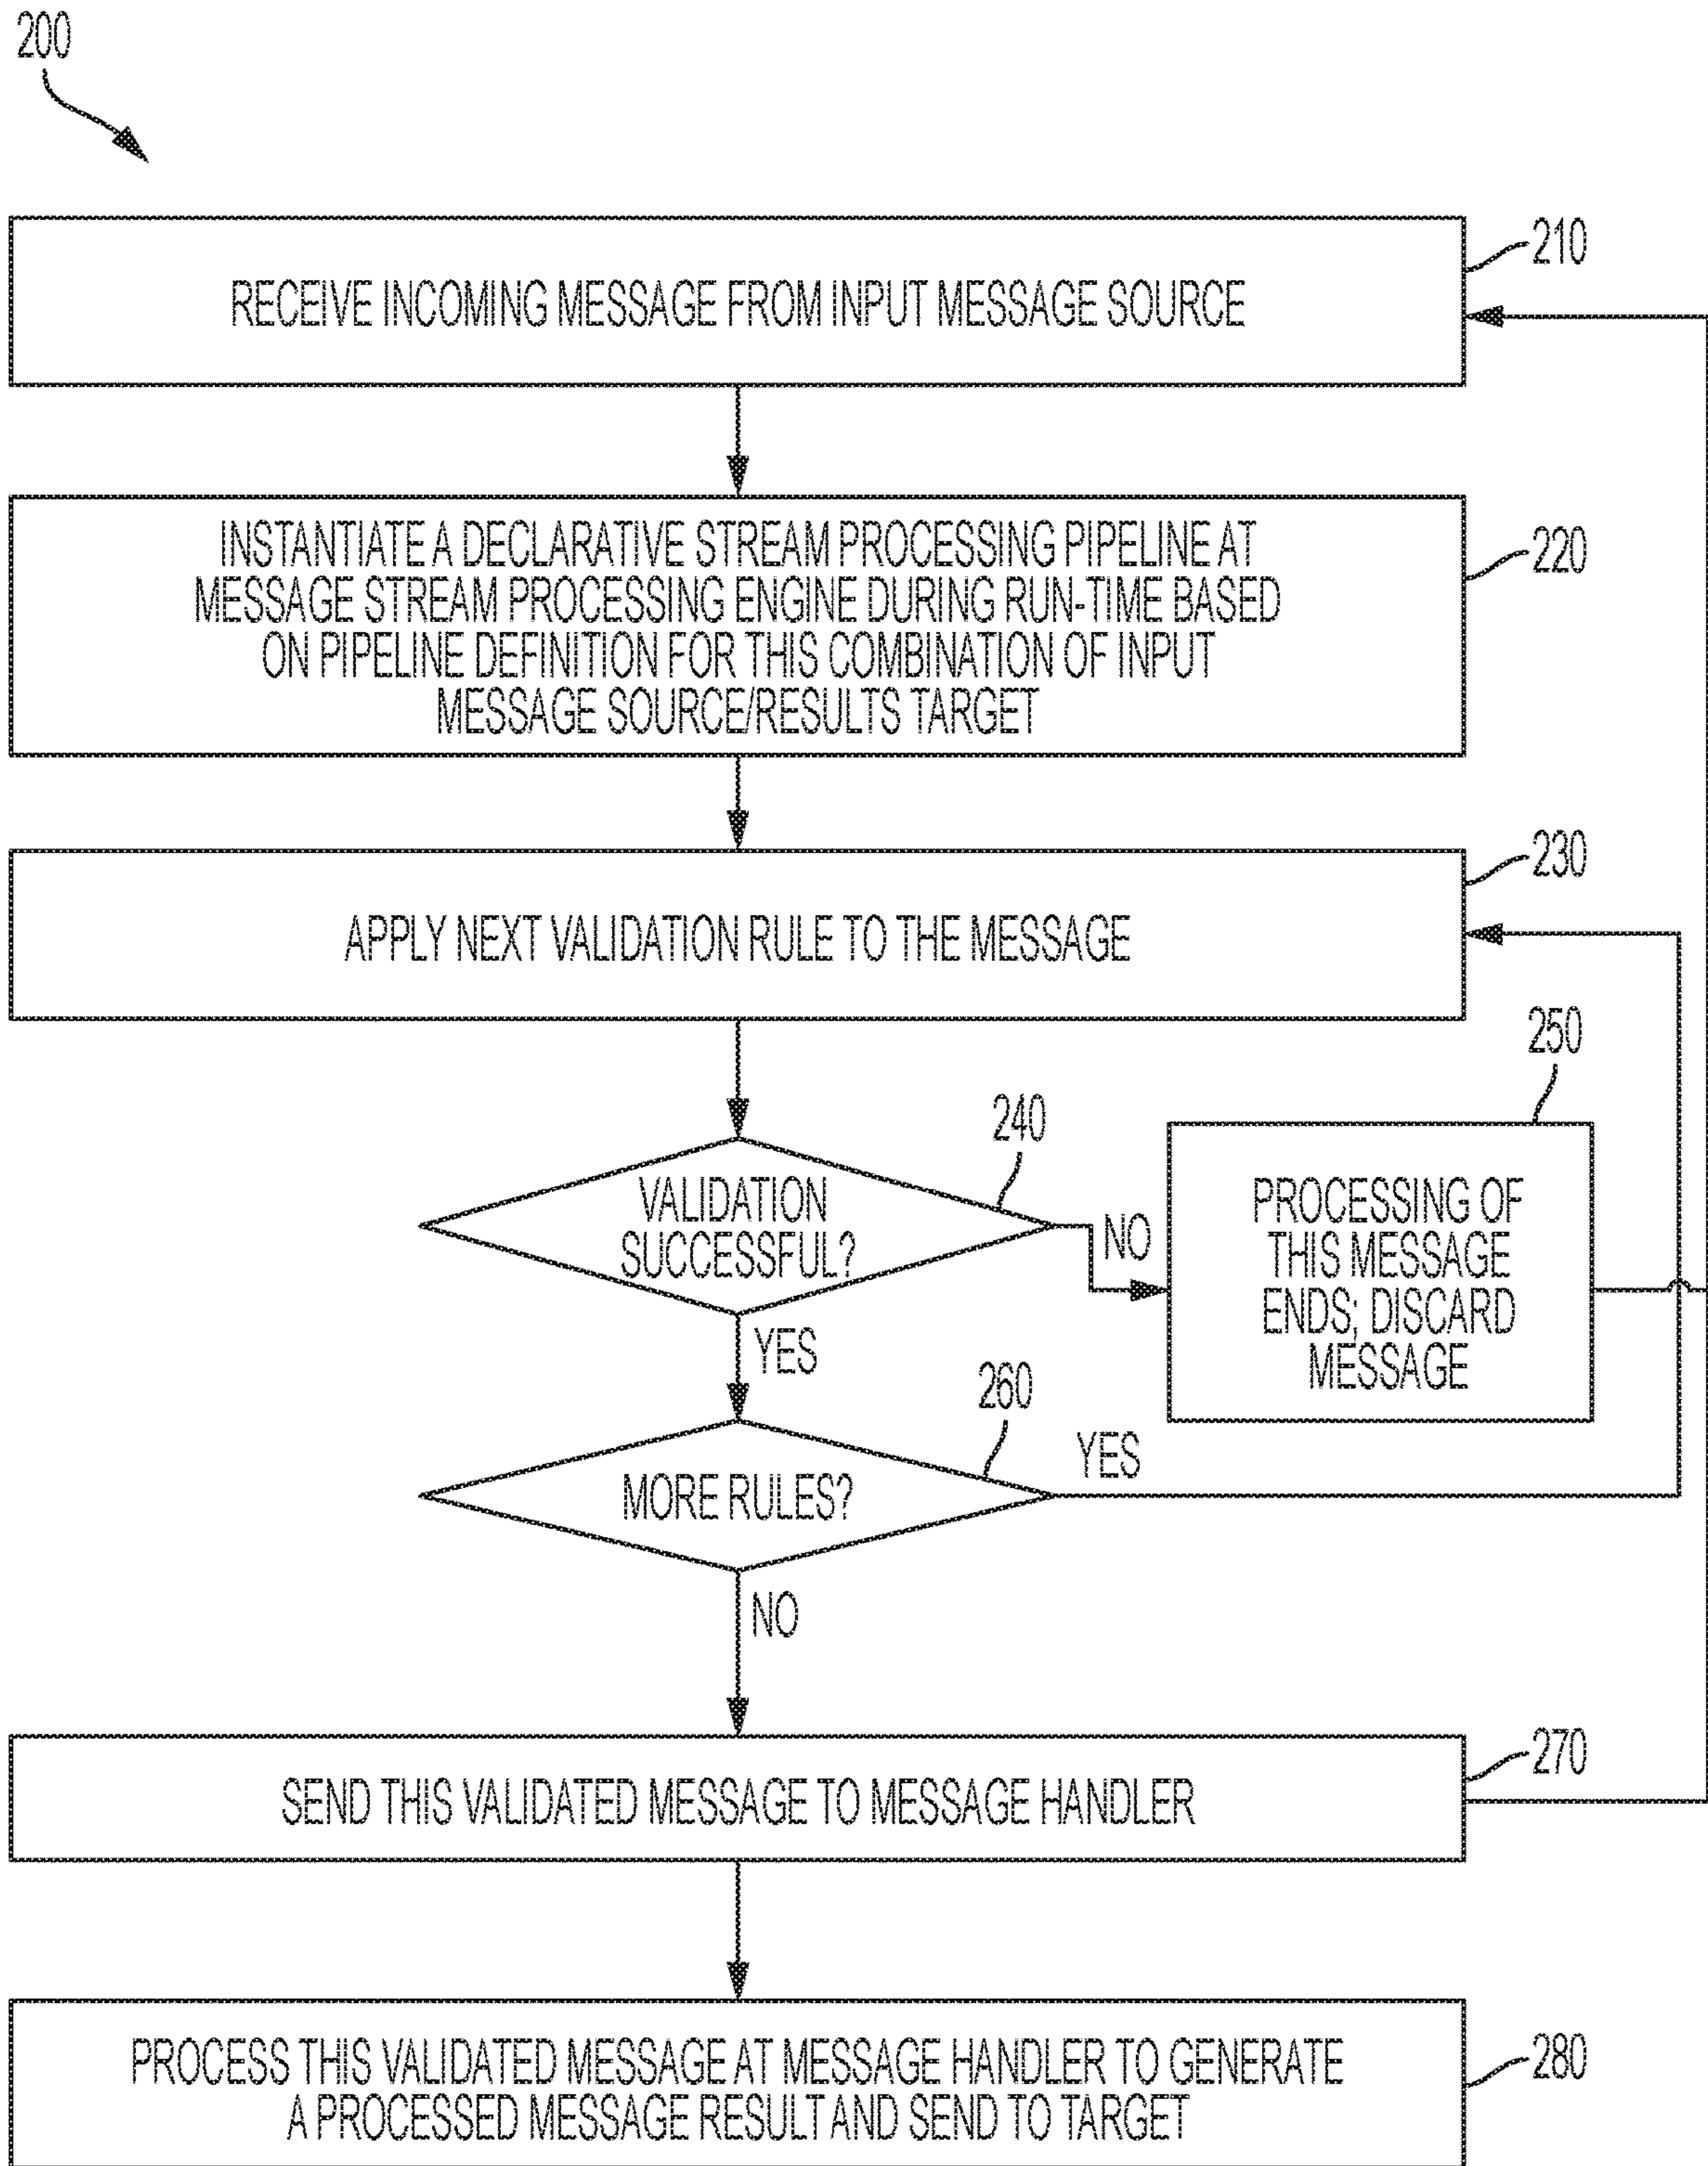 200
210
RECEIVE INCOMING MESSAGE FROM INPUT MESSAGE SOURCE
220
INSTANTIATE A DECLARATIVE STREAM PROCESSING PIPELINE AT
MESSAGE STREAM PROCESSING ENGINE DURING RUN-TIME BASED
ON PIPELINE DEFINITION FOR THIS COMBINATION OF INPUT
MESSAGE SOURCE/RESULTS TARGET
230
APPLY NEXT VALIDATION RULE TO THE MESSAGE
240
VALIDATION
SUCCESSFUL?
NO
250
PROCESSING OF
THIS MESSAGE
ENDS; DISCARD
MESSAGE
YES
260
MORE RULES?
YES
NO
270
SEND THIS VALIDATED MESSAGE TO MESSAGE HANDLER
280
PROCESS THIS VALIDATED MESSAGE AT MESSAGE HANDLER TO GENERATE
A PROCESSED MESSAGE RESULT AND SEND TO TARGET